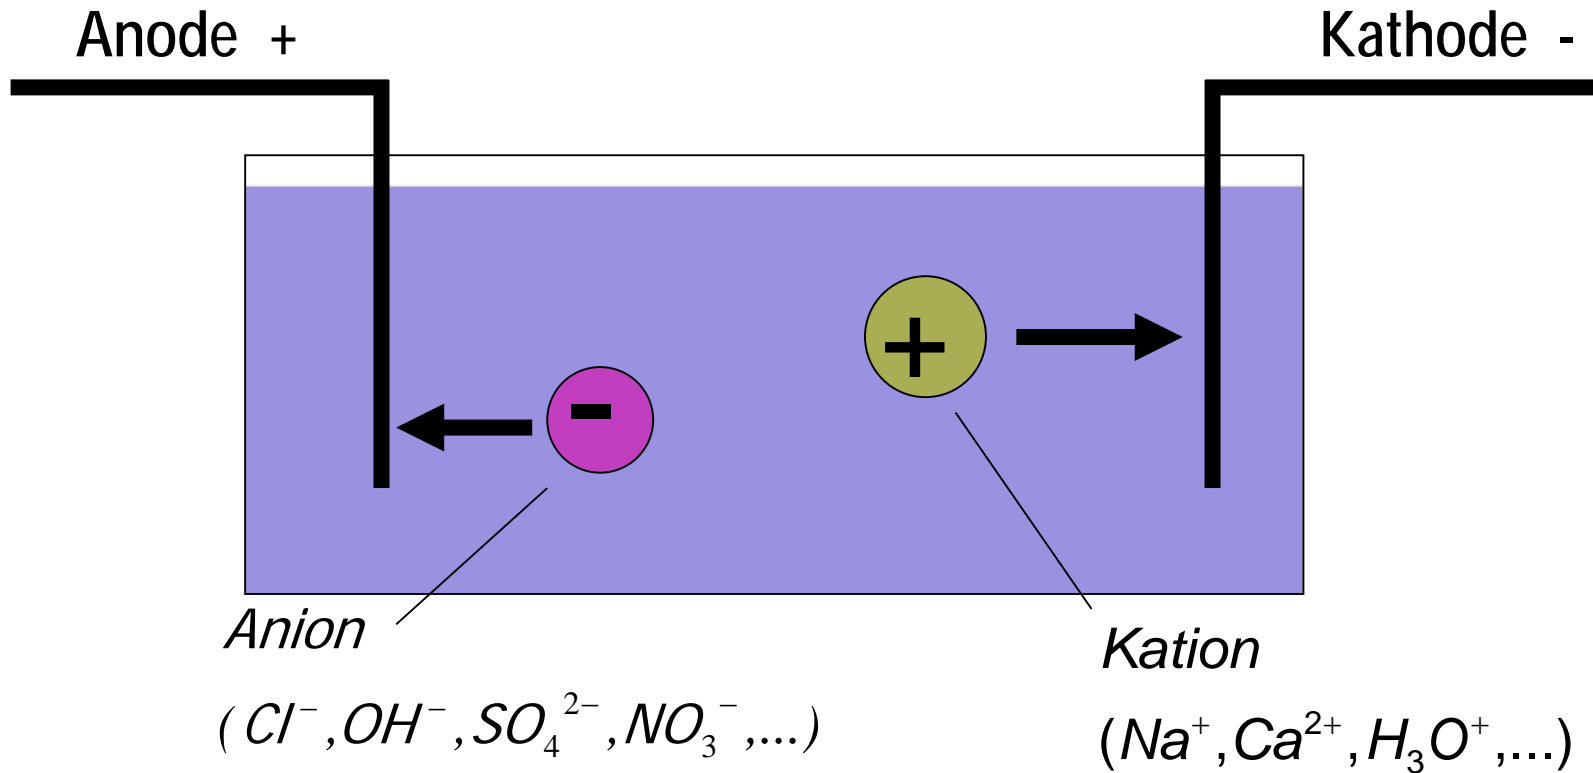 Anode +
Kathode -
+
-
Anion
Kation
(Cl⁻,OH⁻,SO₄²⁻,NO₃⁻,...)
(Na⁺,Ca²⁺,H₃O⁺,...)